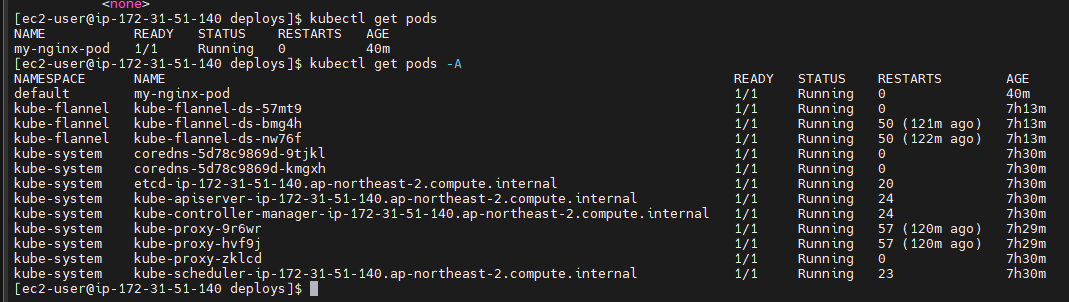 <none>
[ec2-user@ip-172-31-51-140 deploys]$ kubectl get pods
NAME READY STATUS RESTARTS AGE
my-nginx-pod 1/1 Running 0 40m
[ec2-user@ip-172-31-51-140 deploys]$ kubectl get pods -A
NAMESPACE NAME READY STATUS RESTARTS AGE
default my-nginx-pod 1/1 Running 0 40m
kube-flannel kube-flannel-ds-57mt9 1/1 Running 0 7h13m
kube-flannel kube-flannel-ds-bmg4h 1/1 Running 50 (121m ago) 7h13m
kube-flannel kube-flannel-ds-nw76f 1/1 Running 50 (122m ago) 7h13m
kube-system coredns-5d78c9869d-9tjkl 1/1 Running 0 7h30m
kube-system coredns-5d78c9869d-kmgxh 1/1 Running 0 7h30m
kube-system etcd-ip-172-31-51-140.ap-northeast-2.compute.internal 1/1 Running 20 7h30m
kube-system kube-apiserver-ip-172-31-51-140.ap-northeast-2.compute.internal 1/1 Running 24 7h30m
kube-system kube-controller-manager-ip-172-31-51-140.ap-northeast-2.compute.internal 1/1 Running 24 7h30m
kube-system kube-proxy-9r6wr 1/1 Running 57 (120m ago) 7h29m
kube-system kube-proxy-hvf9j 1/1 Running 57 (120m ago) 7h29m
kube-system kube-proxy-zklcd 1/1 Running 0 7h30m
kube-system kube-scheduler-ip-172-31-51-140.ap-northeast-2.compute.internal 1/1 Running 23 7h30m
[ec2-user@ip-172-31-51-140 deploys]$